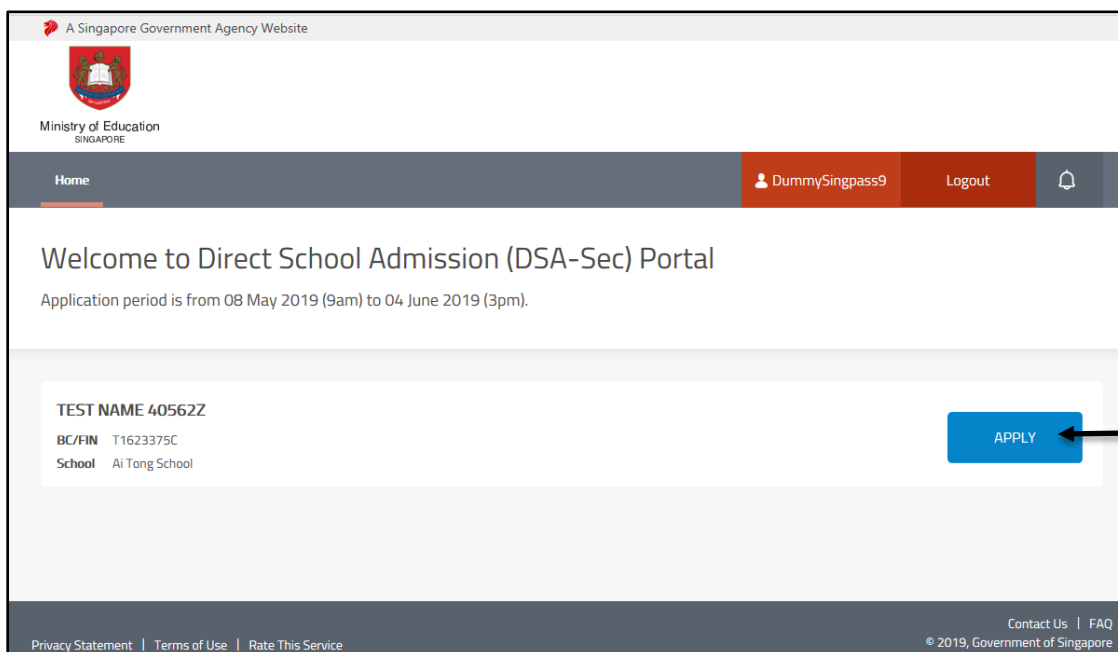 A Singapore Government Agency Website
Ministry of Education
SINGAPORE
Home
DummySingpass9
Logout
Welcome to Direct School Admission (DSA-Sec) Portal
Application period is from 08 May 2019 (9am) to 04 June 2019 (3pm).
TEST NAME 40562Z
BC/FIN T1623375C
School Ai Tong School
APPLY
Contact Us | FAQ
Privacy Statement | Terms of Use | Rate This Service
© 2019, Government of Singapore